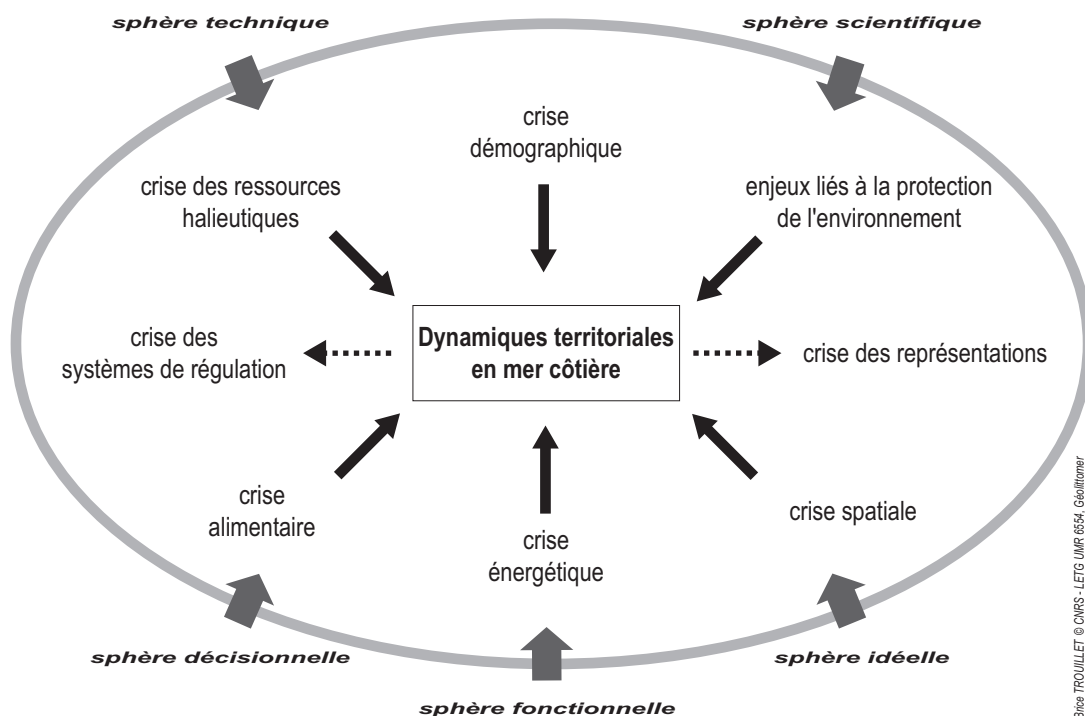 sphère technique
sphère scientifique
crise
démographique
crise des ressources
halieutiques
enjeux liés à la protection
de l'environnement
crise des
systèmes de régulation
Dynamiques territoriales
en mer côtière
crise des représentations
crise
alimentaire
crise
énergétique
crise spatiale
sphère décisionnelle
sphère idéelle
sphère fonctionnelle
Brice TROUILLET © CNRS - LETG UMR 6554, Géolittomer